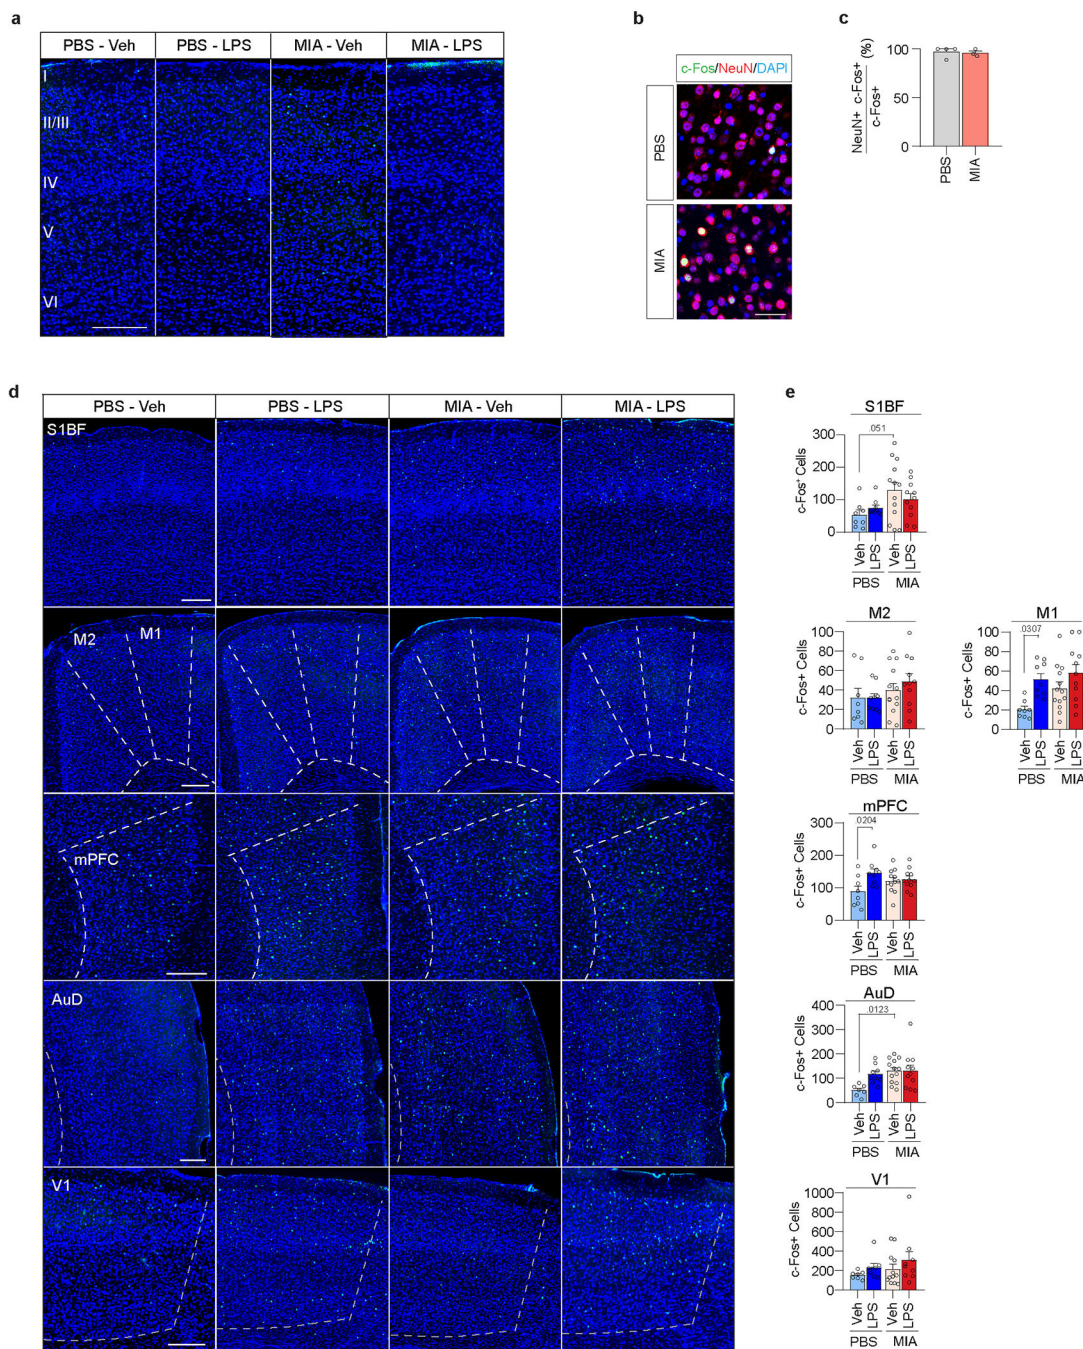 a
PBS - Veh PBS - LPS MIA - Veh MIA - LPS
I
II/III
IV
V
VI
b
c-Fos/NeuN/DAPI
PBS
MIA
c
NeuN+ c-Fos+ (%)
c-Fos+
100
50
0
PBS MIA
d
PBS - Veh PBS - LPS MIA - Veh MIA - LPS
S1BF
M2 M1
mPFC
AuD
V1
e
S1BF
c-Fos+ Cells
300
200
100
0
.051
Veh LPS Veh LPS
PBS MIA
M2
c-Fos+ Cells
100
80
60
40
20
0
Veh LPS Veh LPS
PBS MIA
M1
c-Fos+ Cells
100
80
60
40
20
0
.0307
Veh LPS Veh LPS
PBS MIA
mPFC
c-Fos+ Cells
300
200
100
0
.0204
Veh LPS Veh LPS
PBS MIA
AuD
c-Fos+ Cells
400
300
200
100
0
.0123
Veh LPS Veh LPS
PBS MIA
V1
c-Fos+ Cells
1000
800
600
400
200
0
Veh LPS Veh LPS
PBS MIA